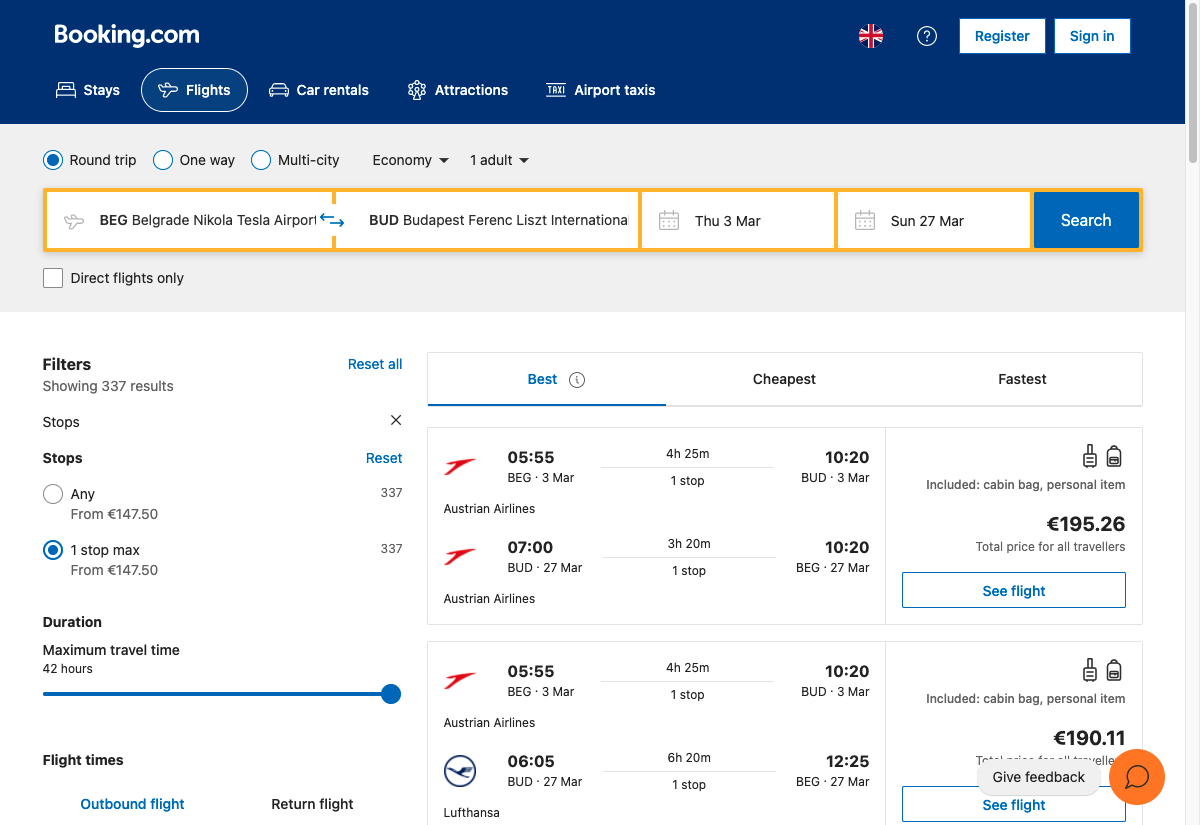 Booking.com
Register
Sign in
Stays
Flights
Car rentals
Attractions
TAXI
Airport taxis
Round trip
One way
Multi-city
Economy
1 adult
BEG Belgrade Nikola Tesla Airport
BUD Budapest Ferenc Liszt Internationa
Thu 3 Mar
Sun 27 Mar
Search
Direct flights only
Filters
Reset all
Showing 337 results
Stops
Stops
Reset
Any
337
From €147.50
1 stop max
337
From €147.50
Duration
Maximum travel time
42 hours
Flight times
Outbound flight
Return flight
Best
Cheapest
Fastest
05:55
4h 25m
10:20
BEG · 3 Mar
1 stop
BUD · 3 Mar
Austrian Airlines
07:00
3h 20m
10:20
BUD · 27 Mar
1 stop
BEG · 27 Mar
Austrian Airlines
Included: cabin bag, personal item
€195.26
Total price for all travellers
See flight
05:55
4h 25m
10:20
BEG · 3 Mar
1 stop
BUD · 3 Mar
Austrian Airlines
06:05
6h 20m
12:25
BUD · 27 Mar
1 stop
BEG · 27 Mar
Lufthansa
Included: cabin bag, personal item
€190.11
Give feedback
See flight